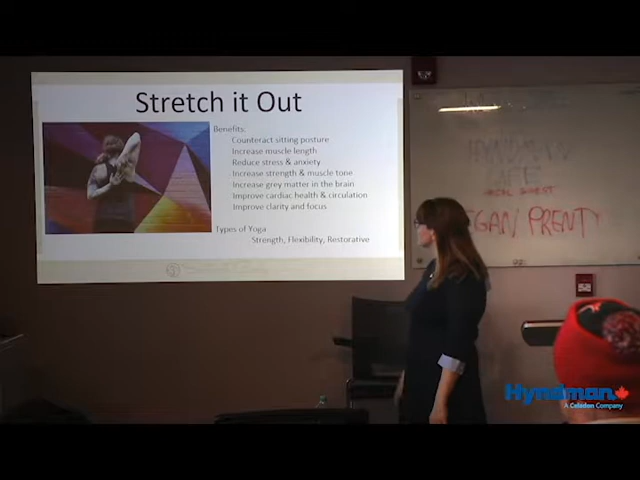 Stretch it Out
Benefits:
Counteract sitting posture
Increase muscle length
Reduce stress & anxiety
Increase strength & muscle tone
Increase grey matter in the brain
Improve cardiac health & circulation
Improve clarity and focus
Types of Yoga
Strength, Flexibility, Restorative
Hyndman
A Celadon Company